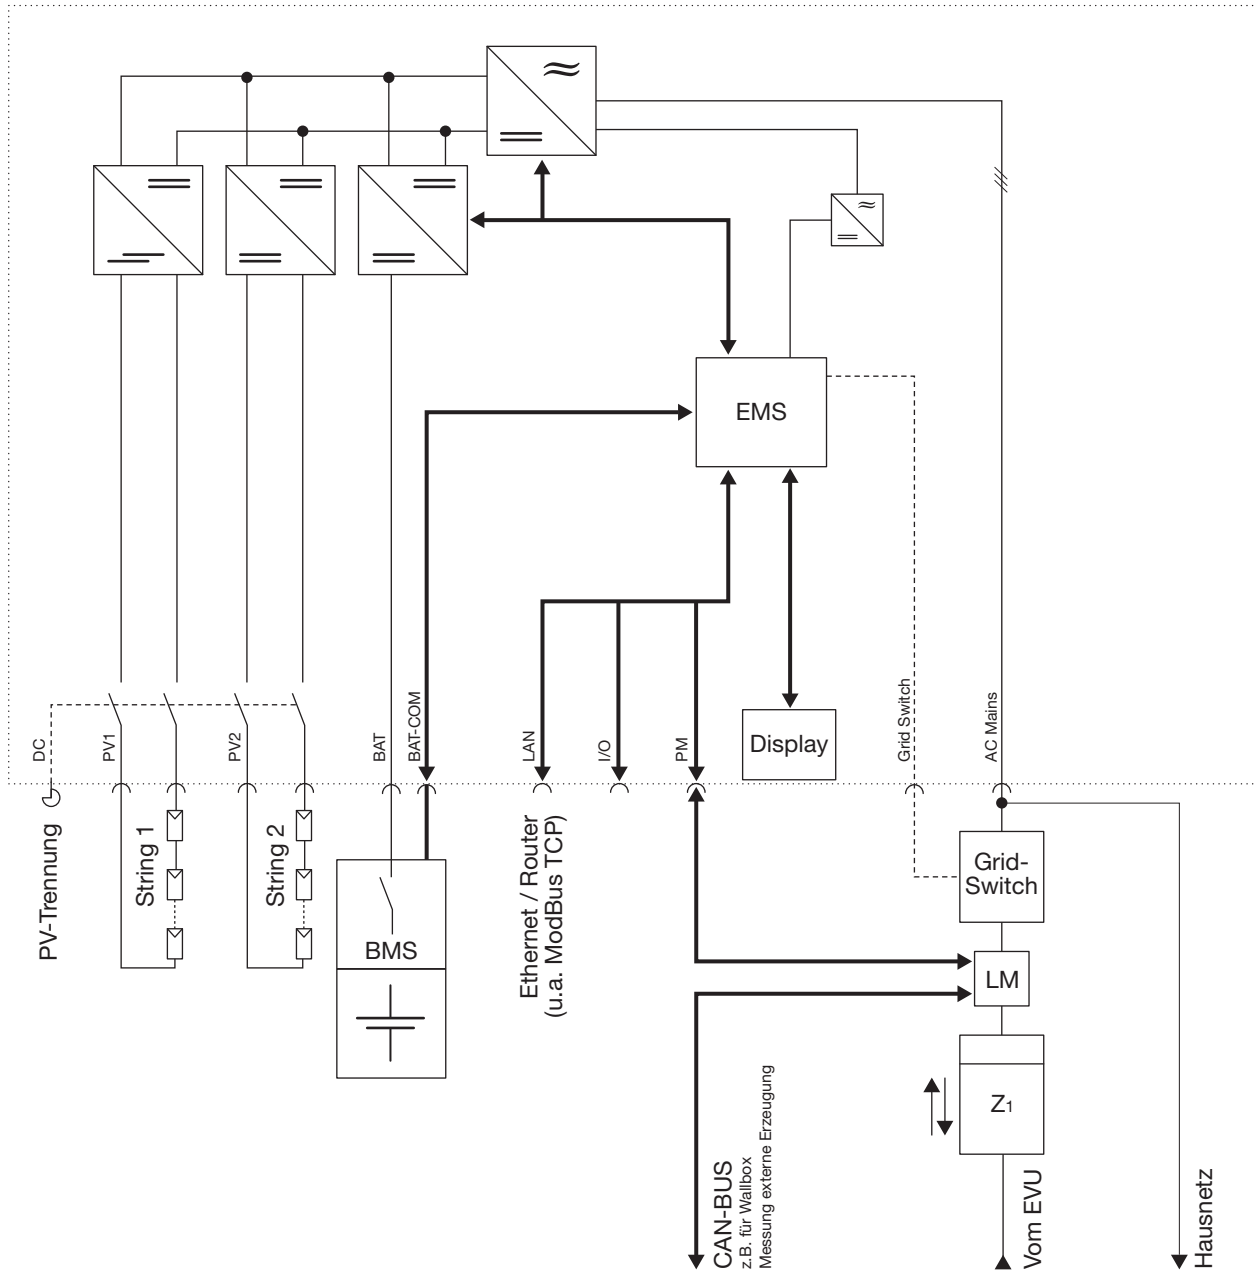 EMS
Display
DC
PV1
PV2
BAT
BAT-COM
LAN
I/O
PM
Grid Switch
AC Mains
PV-Trennung
String 1
String 2
BMS
Ethernet / Router
(u.a. ModBus TCP)
Grid-
Switch
LM
Z1
CAN-BUS
z.B. für Wallbox
Messung externe Erzeugung
Vom EVU
Hausnetz